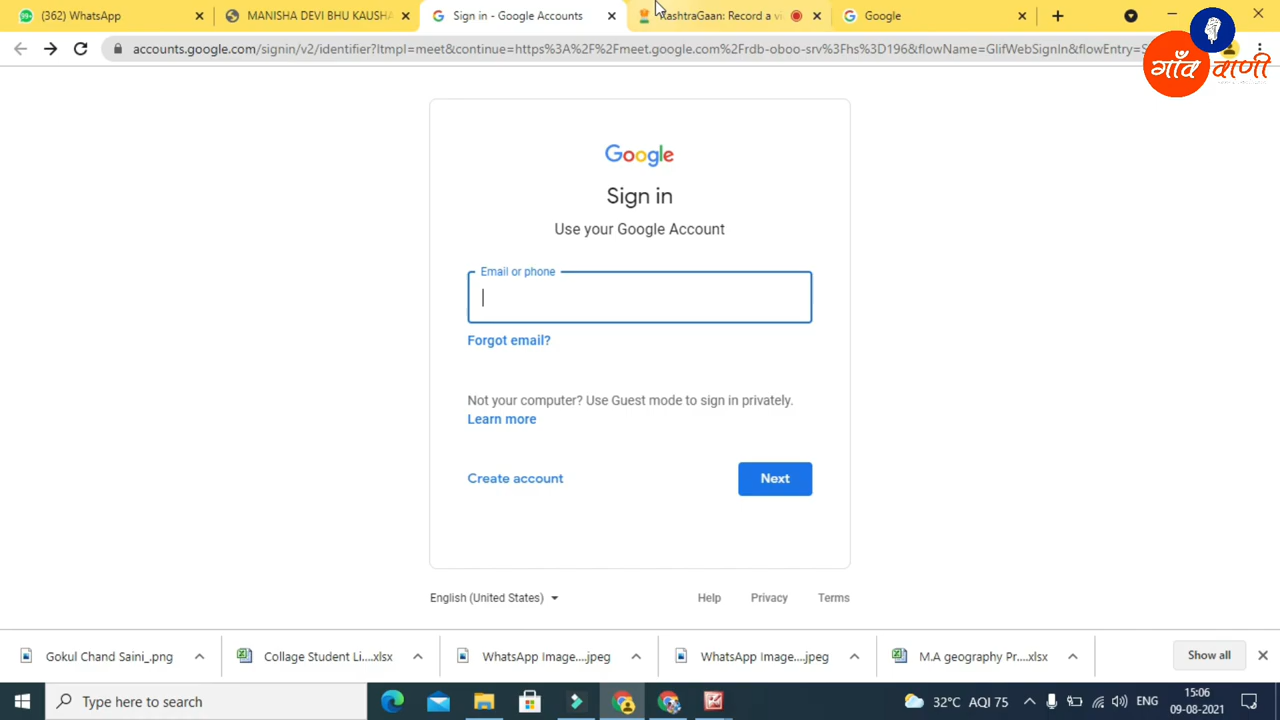 (362) WhatsApp
MANISHA DEVI BHU KAUSHA
Sign in - Google Accounts
RashtraGaan: Record a vi
Google
accounts.google.com/signin/v2/identifier?ltmpl=meet&continue=https%3A%2F%2Fmeet.google.com%2Frdb-oboo-srv%3Fhs%3D196&flowName=GlifWebSignIn&flowEntry=S
गाँव वाणी
Google
Sign in
Use your Google Account
Email or phone
Forgot email?
Not your computer? Use Guest mode to sign in privately.
Learn more
Create account
Next
English (United States)
Help
Privacy
Terms
Gokul Chand Saini_.png
Collage Student Li....xlsx
WhatsApp Image....jpeg
WhatsApp Image....jpeg
M.A geography Pr....xlsx
Show all
Type here to search
32°C AQI 75
ENG
15:06
09-08-2021